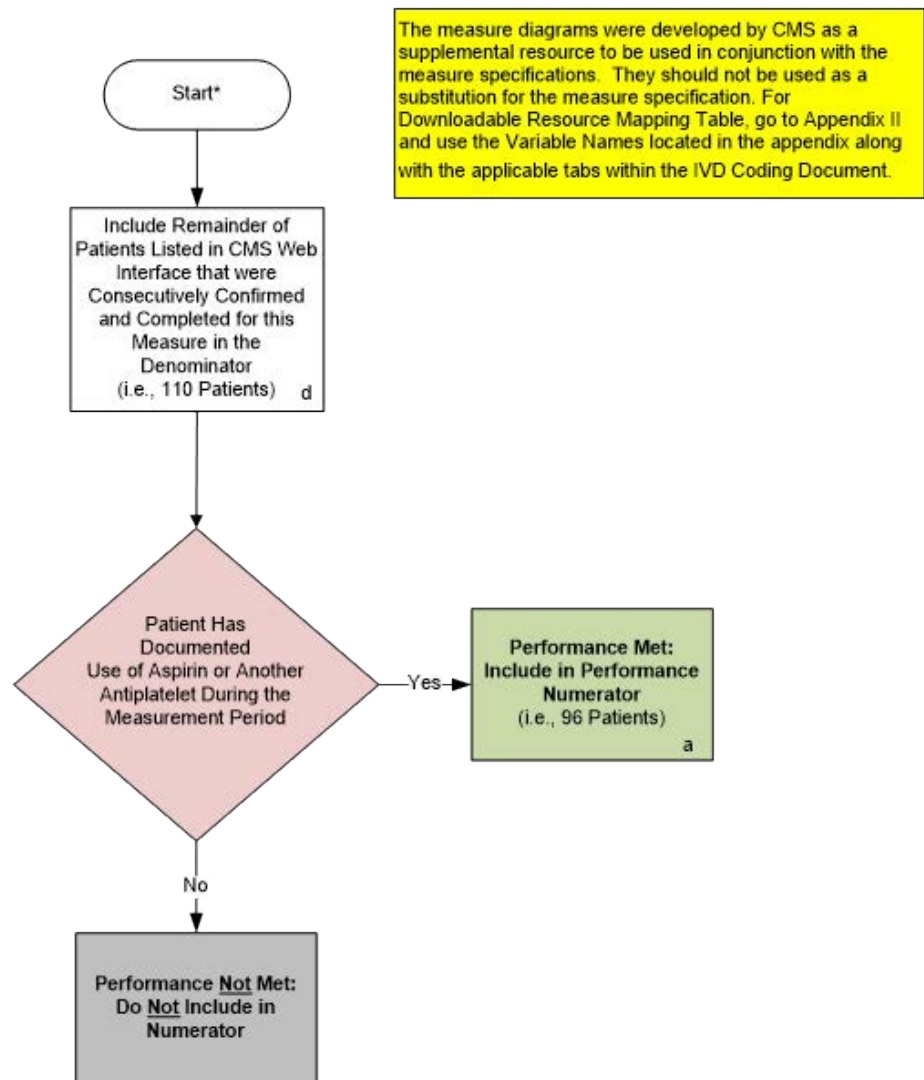 The measure diagrams were developed by CMS as a
supplemental resource to be used in conjunction with the
measure specifications.  They should not be used as a
substitution for the measure specification. For
Downloadable Resource Mapping Table, go to Appendix II
and use the Variable Names located in the appendix along
with the applicable tabs within the IVD Coding Document.
Start*
Include Remainder of
Patients Listed in CMS Web
Interface that were
Consecutively Confirmed
and Completed for this
Measure in the
Denominator
(i.e., 110 Patients)
d
Patient Has
Documented
Use of Aspirin or Another
Antiplatelet During the
Measurement Period
Yes
Performance Met:
Include in Performance
Numerator
(i.e., 96 Patients)
a
No
Performance Not Met:
Do Not Include in
Numerator